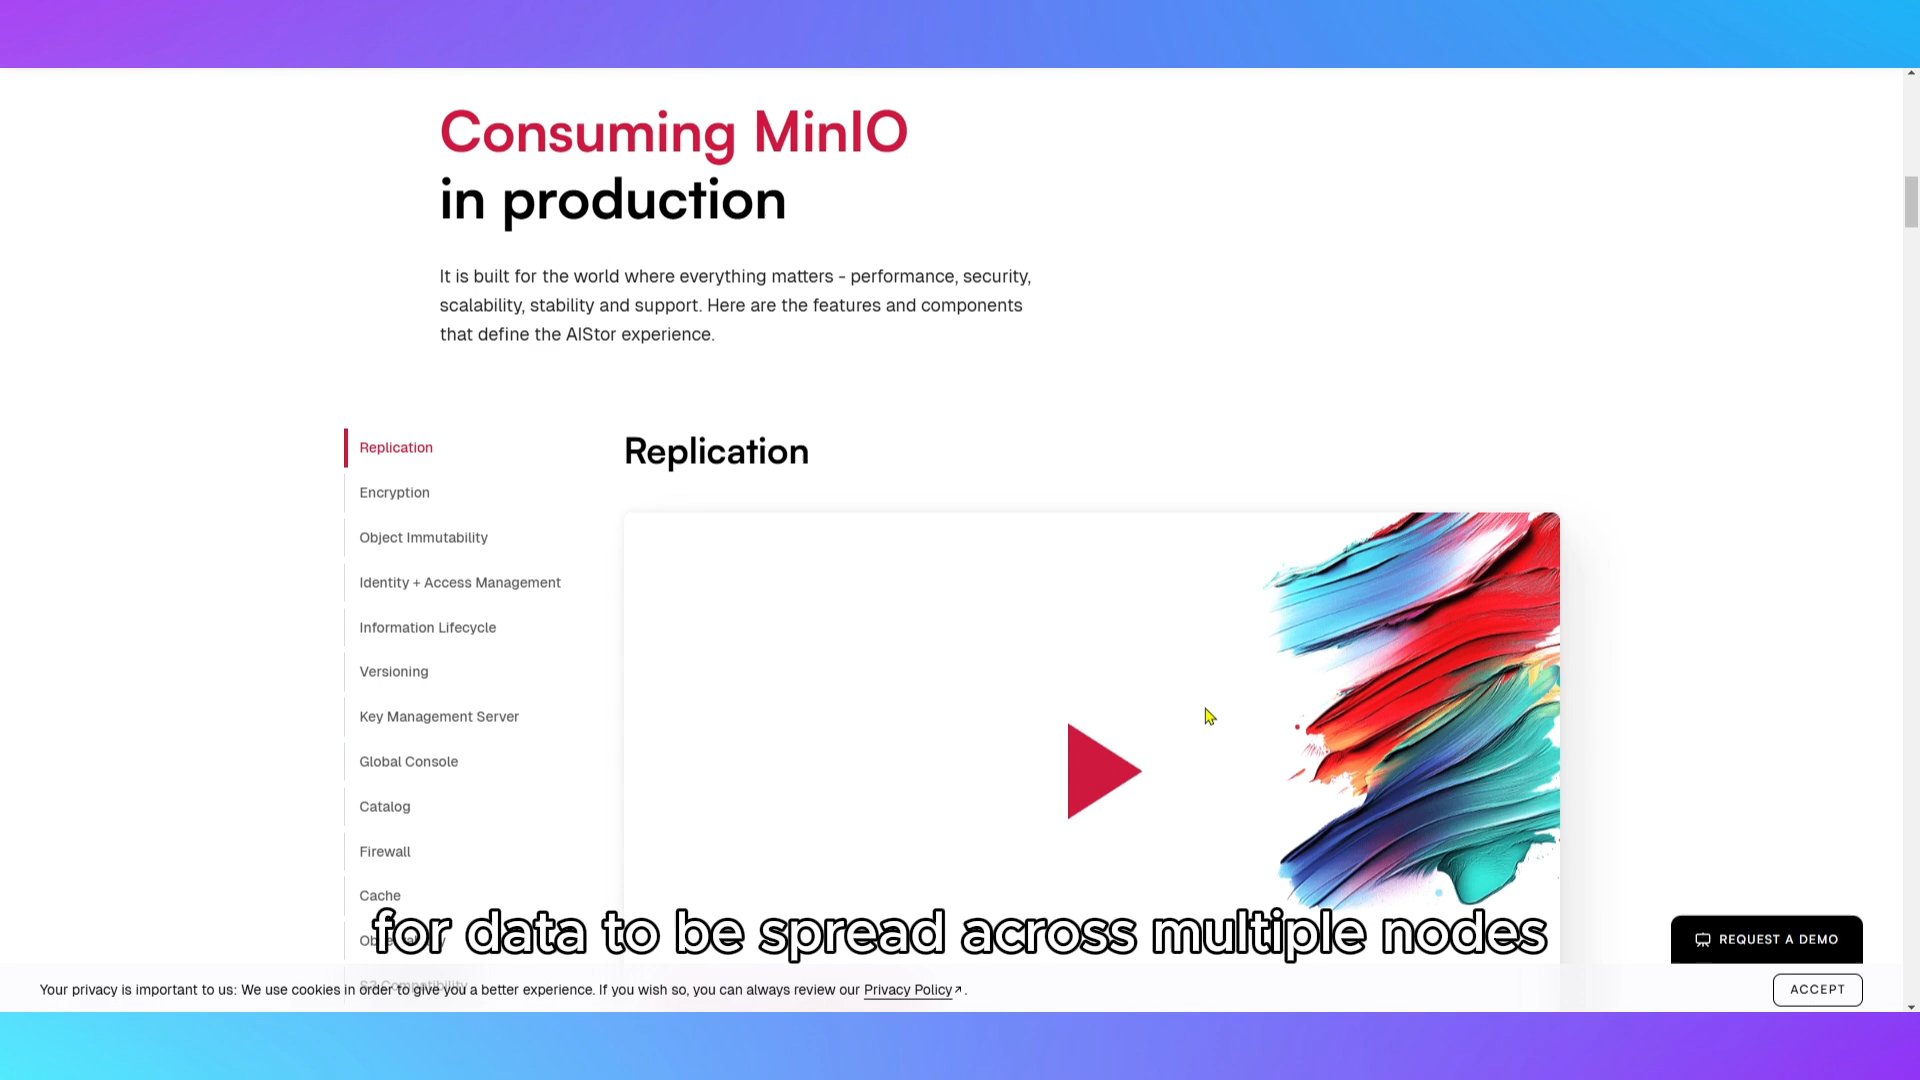 Consuming MinIO
in production
It is built for the world where everything matters - performance, security,
scalability, stability and support. Here are the features and components
that define the AIStor experience.
Replication
Encryption
Object Immutability
Identity + Access Management
Information Lifecycle
Versioning
Key Management Server
Global Console
Catalog
Firewall
Cache
S3 Compatibility
Replication
for data to be spread across multiple nodes
REQUEST A DEMO
Your privacy is important to us: We use cookies in order to give you a better experience. If you wish so, you can always review our Privacy Policy↗.
ACCEPT